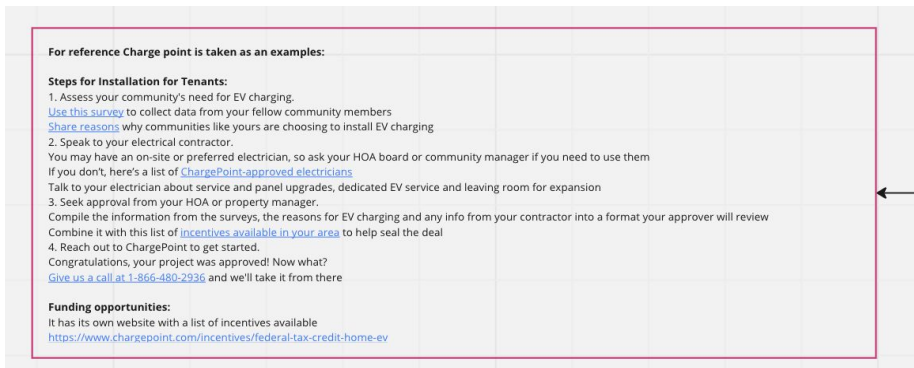 For reference Charge point is taken as an examples:
Steps for Installation for Tenants:
1. Assess your community's need for EV charging.
Use this survey to collect data from your fellow community members
Share reasons why communities like yours are choosing to install EV charging
2. Speak to your electrical contractor.
You may have an on-site or preferred electrician, so ask your HOA board or community manager if you need to use them
If you don't, here's a list of ChargePoint-approved electricians
Talk to your electrician about service and panel upgrades, dedicated EV service and leaving room for expansion
3. Seek approval from your HOA or property manager.
Compile the information from the surveys, the reasons for EV charging and any info from your contractor into a format your approver will review
Combine it with this list of incentives available in your area to help seal the deal
4. Reach out to ChargePoint to get started.
Congratulations, your project was approved! Now what?
Give us a call at 1-866-480-2936 and we'll take it from there
Funding opportunities:
It has its own website with a list of incentives available
https://www.chargepoint.com/incentives/federal-tax-credit-home-ev